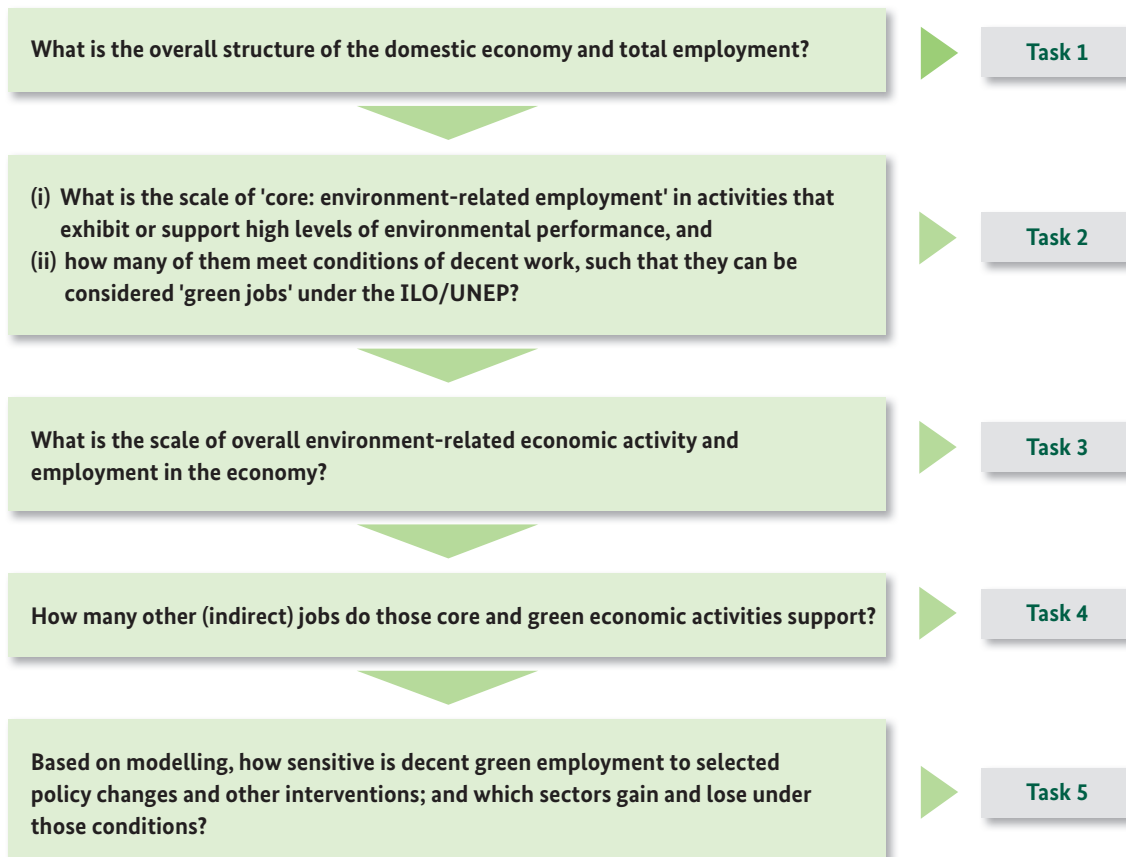 What is the overall structure of the domestic economy and total employment?
Task 1
(i) What is the scale of 'core: environment-related employment' in activities that
exhibit or support high levels of environmental performance, and
(ii) how many of them meet conditions of decent work, such that they can be
considered 'green jobs' under the ILO/UNEP?
Task 2
What is the scale of overall environment-related economic activity and
employment in the economy?
Task 3
How many other (indirect) jobs do those core and green economic activities support?
Task 4
Based on modelling, how sensitive is decent green employment to selected
policy changes and other interventions; and which sectors gain and lose under
those conditions?
Task 5